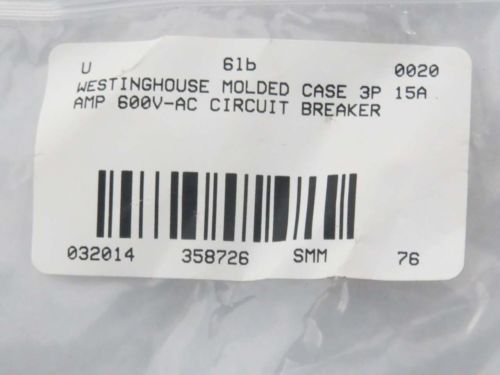 U 61b 0020
WESTINGHOUSE MOLDED CASE 3P 15A
AMP 600V-AC CIRCUIT BREAKER
032014 358726 SMM 76